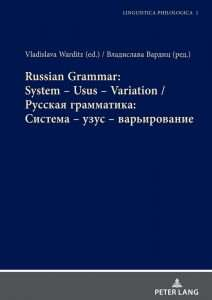 LINGUISTICA PHILOLOGICA 1
Vladislava Warditz (ed.) / Владислава Вардиц (ред.)
Russian Grammar:
System – Usus – Variation /
Русская грамматика:
Система – узус – варьирование
PETER LANG